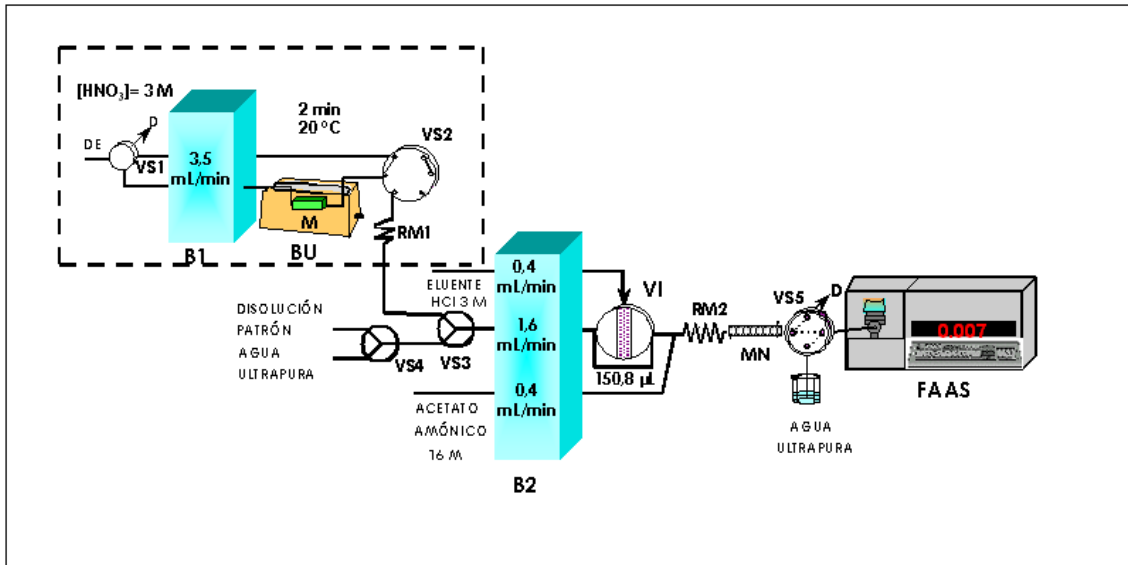 [HNO₃]= 3 M
2 min
20 ºC
D
DE
VS1
VS2
3,5
mL/min
M
BU
B1
RM1
ELUENTE
HCl 3 M
0,4
mL/min
VI
DISOLUCIÓN
PATRÓN
AGUA
ULTRAPURA
VS4
VS3
1,6
mL/min
150,8 µL
RM2
MN
VS5
D
0.007
FAAS
ACETATO
AMÓNICO
16 M
0,4
mL/min
B2
AGUA
ULTRAPURA